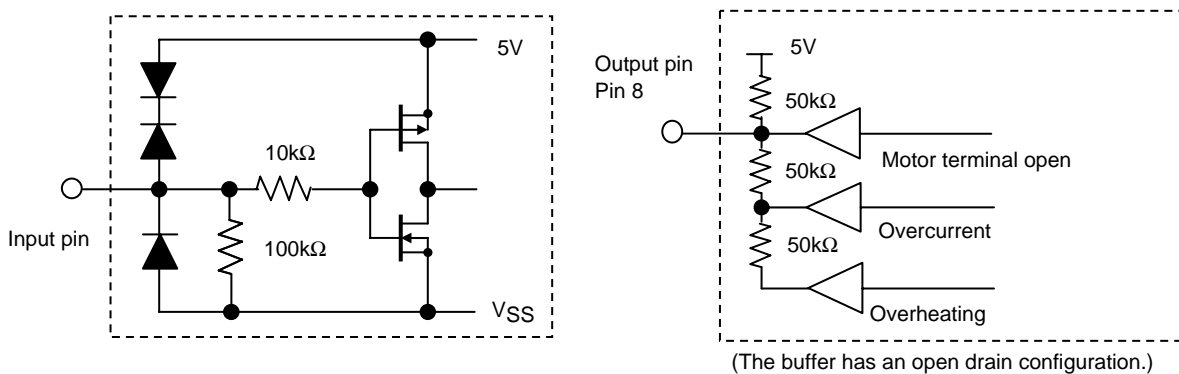 5V
10kΩ
Input pin
100kΩ
VSS
Output pin
Pin 8
5V
50kΩ
Motor terminal open
50kΩ
Overcurrent
50kΩ
Overheating
(The buffer has an open drain configuration.)